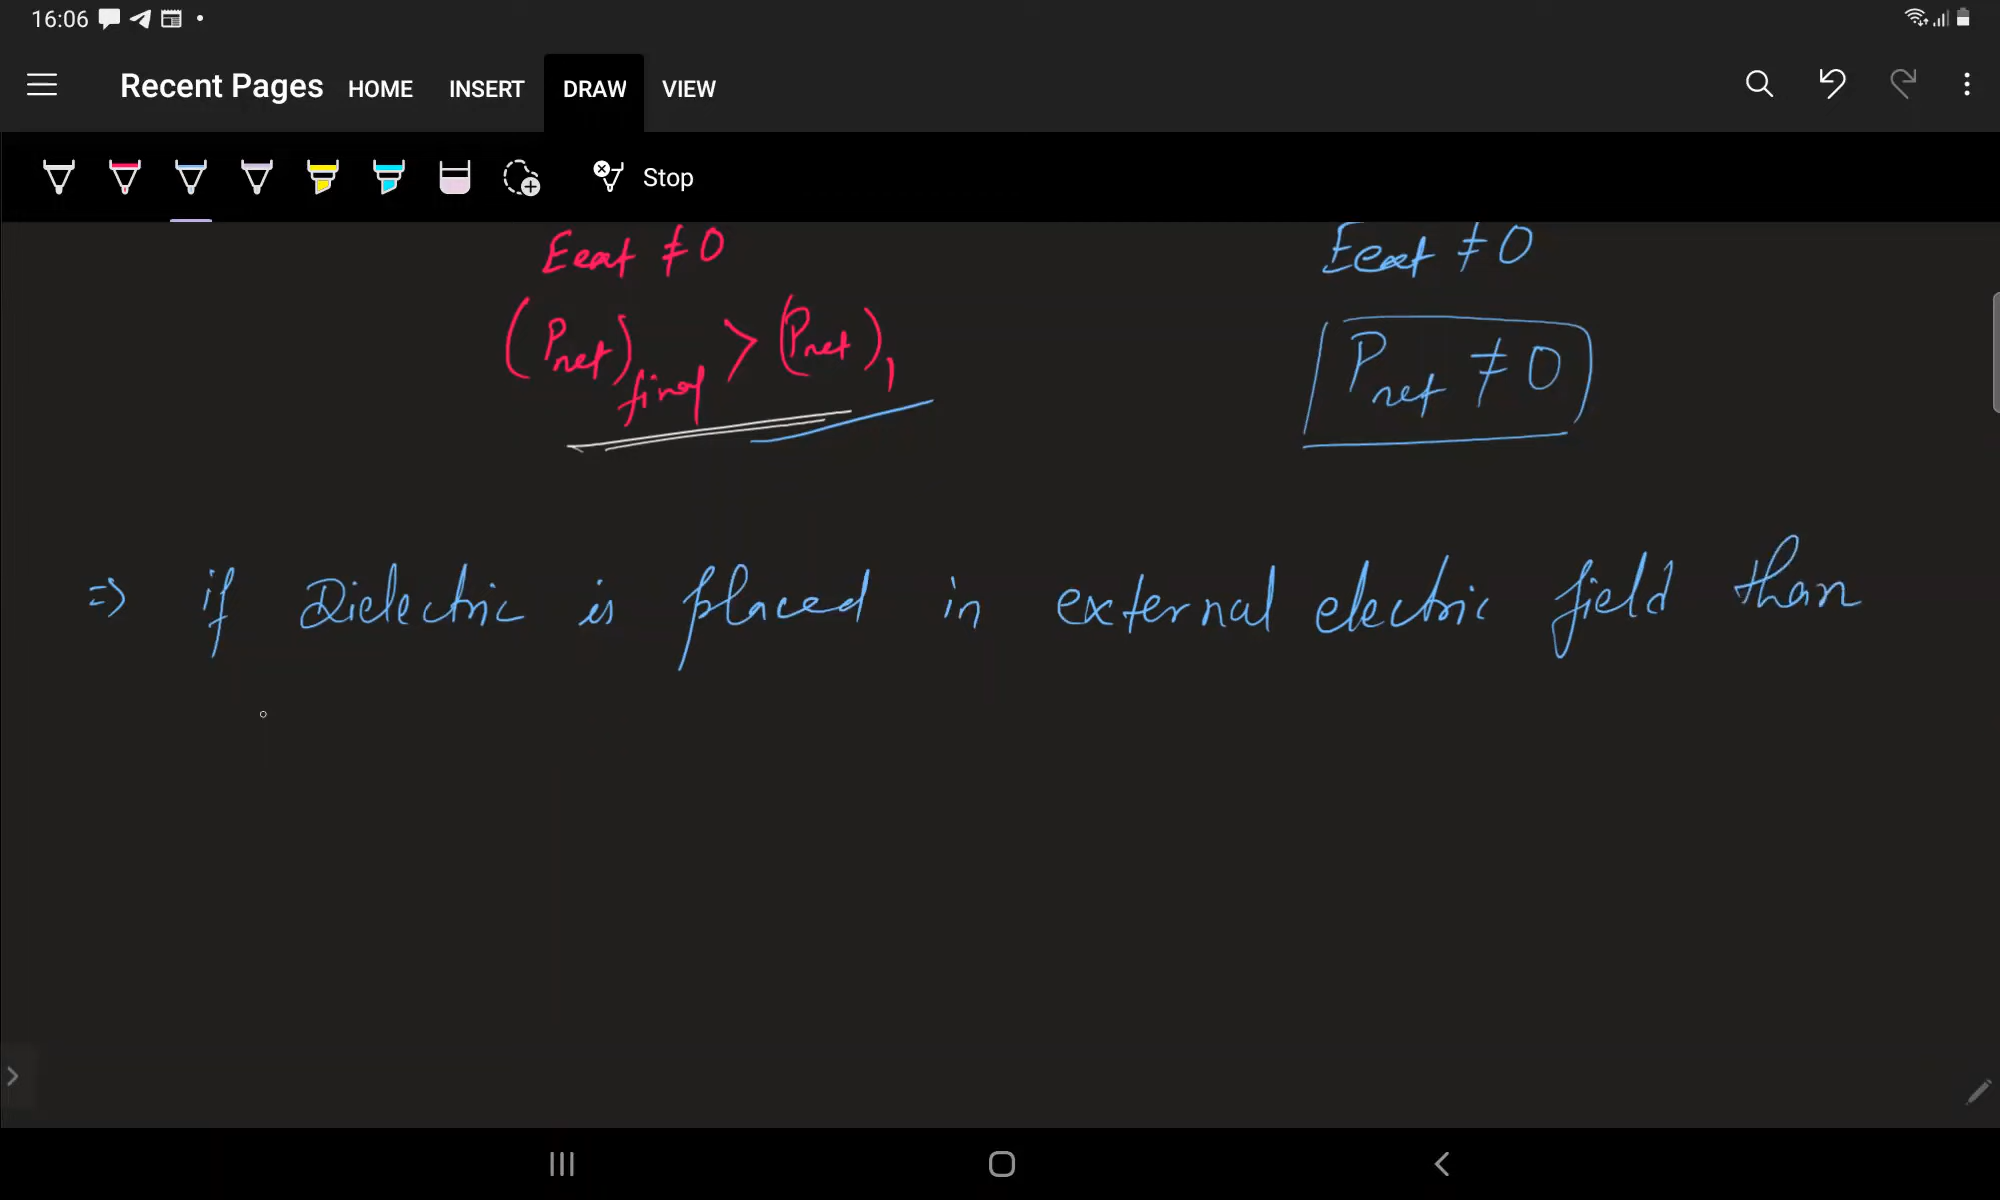 16:06
Recent Pages HOME INSERT DRAW VIEW
Stop
Eext ≠ 0
(Pnet)final > (Pnet)1
Eext ≠ 0
Pnet ≠ 0
⇒ if Dielectric is placed in external electric field than